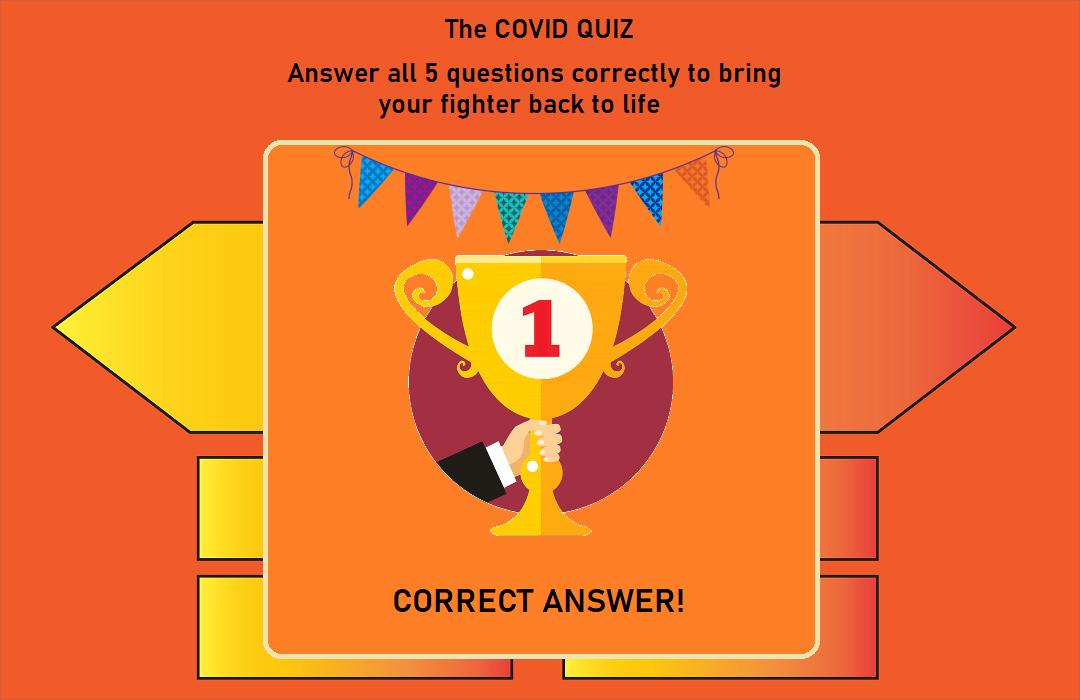 The COVID QUIZ
Answer all 5 questions correctly to bring
your fighter back to life
1
CORRECT ANSWER!